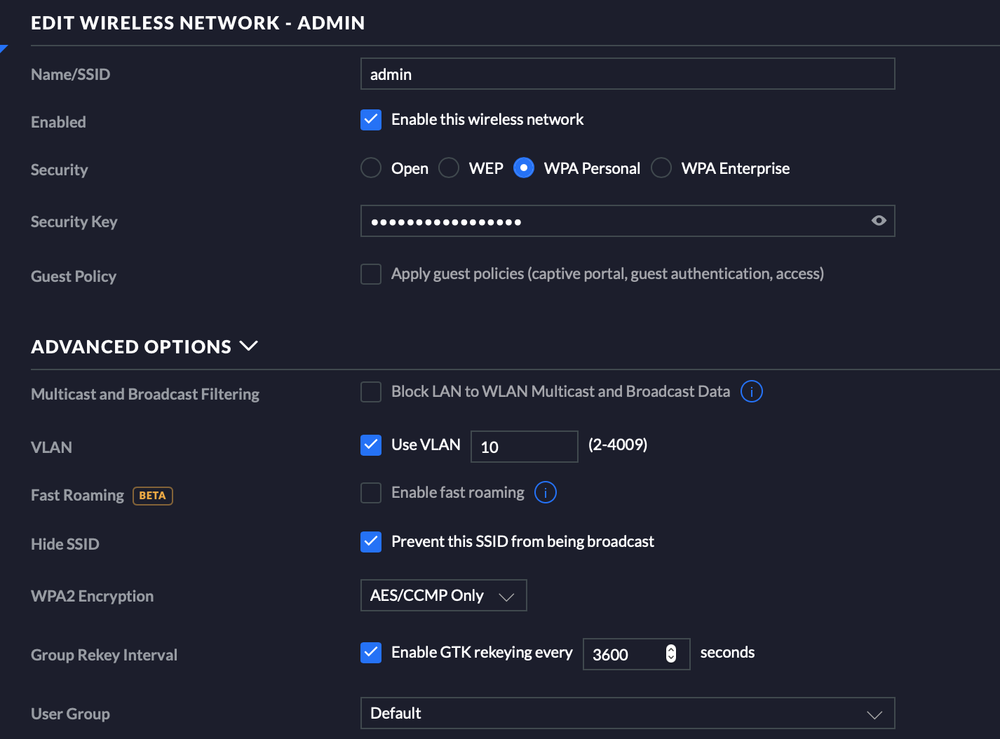 EDIT WIRELESS NETWORK - ADMIN
Name/SSID admin
Enabled Enable this wireless network
Security Open WEP WPA Personal WPA Enterprise
Security Key •••••••••••••••••
Guest Policy Apply guest policies (captive portal, guest authentication, access)
ADVANCED OPTIONS
Multicast and Broadcast Filtering Block LAN to WLAN Multicast and Broadcast Data i
VLAN Use VLAN 10 (2-4009)
Fast Roaming BETA Enable fast roaming i
Hide SSID Prevent this SSID from being broadcast
WPA2 Encryption AES/CCMP Only
Group Rekey Interval Enable GTK rekeying every 3600 seconds
User Group Default